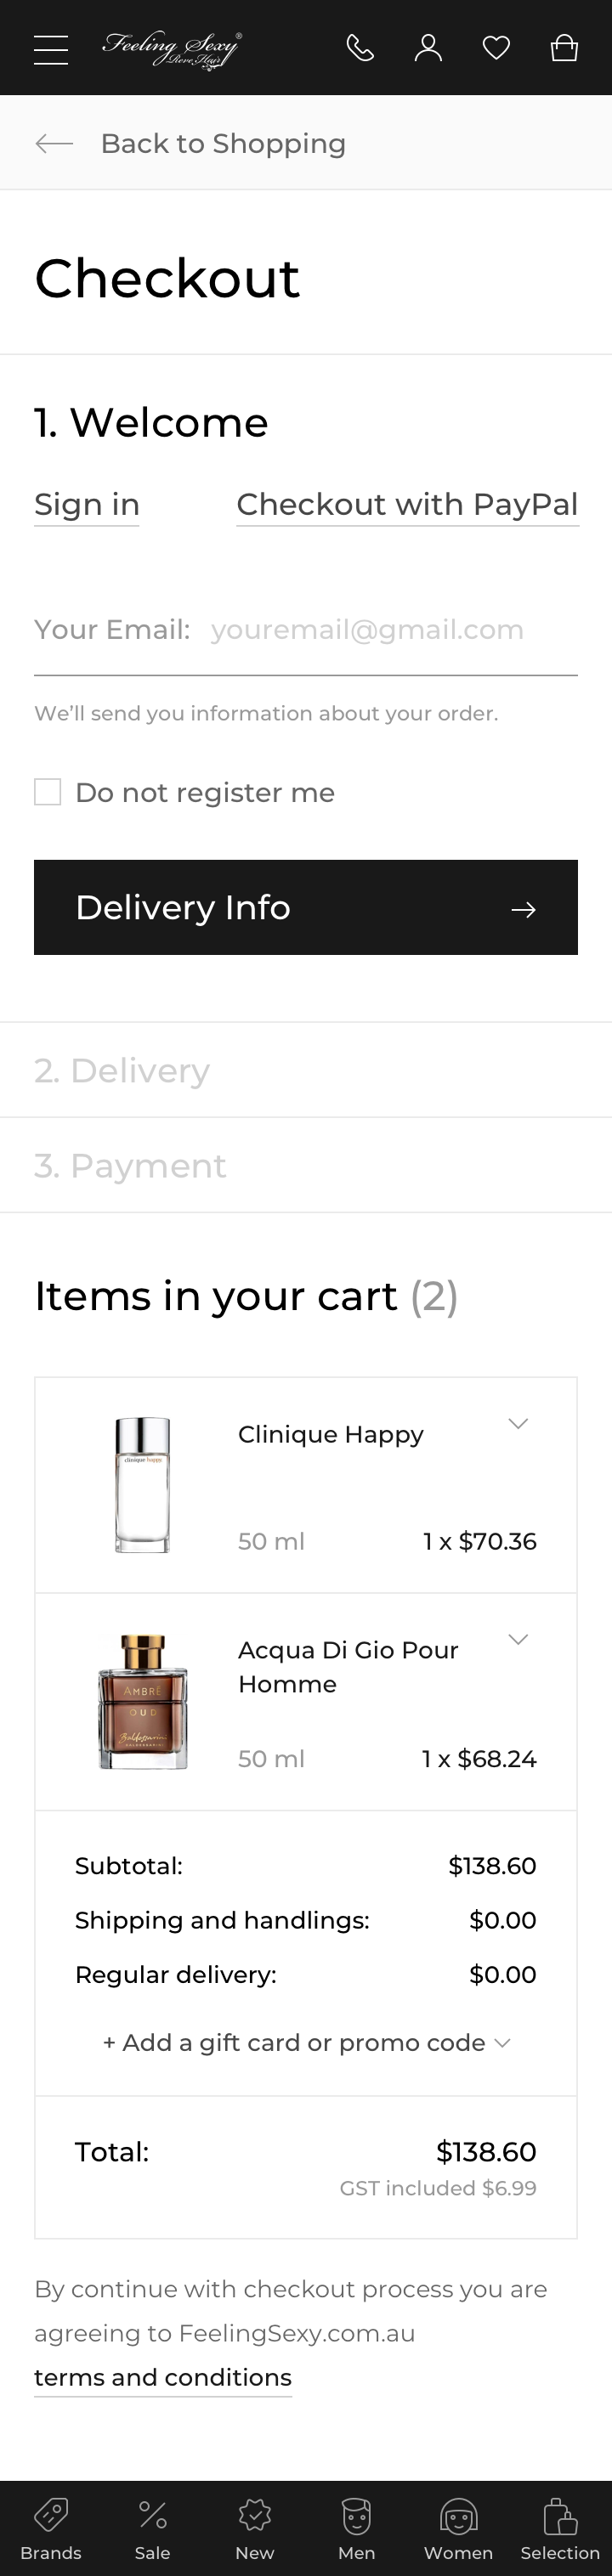 Feeling Sexy®
Back to Shopping
Checkout
1. Welcome
Sign in
Checkout with PayPal
Your Email: youremail@gmail.com
We'll send you information about your order.
Do not register me
Delivery Info
2. Delivery
3. Payment
Items in your cart (2)
Clinique Happy
clinique happy
50 ml 1 x $70.36
Acqua Di Gio Pour
Homme
AMBRÉ
OUD
Baldessarini
50 ml 1 x $68.24
Subtotal: $138.60
Shipping and handlings: $0.00
Regular delivery: $0.00
+ Add a gift card or promo code
Total: $138.60
GST included $6.99
By continue with checkout process you are
agreeing to FeelingSexy.com.au
terms and conditions
Brands Sale New Men Women Selection